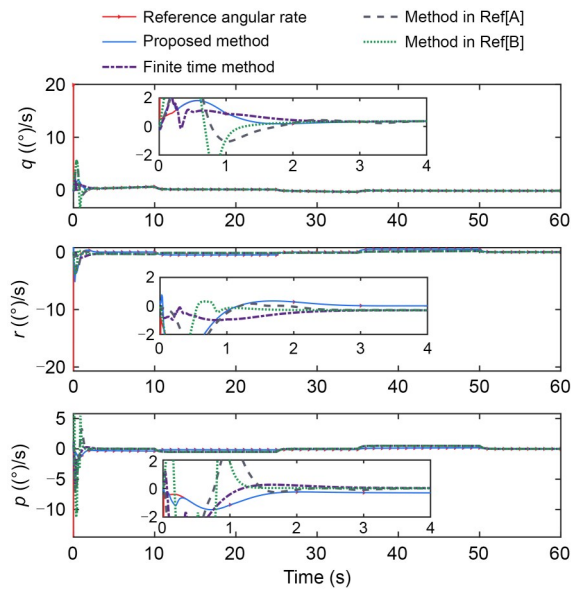 Reference angular rate
Proposed method
Finite time method
Method in Ref[A]
Method in Ref[B]
20
10
0
q ((°)/s)
2
0
−2
0 1 2 3 4
0 10 20 30 40 50 60
0
−10
−20
r ((°)/s)
2
0
−2
0 1 2 3 4
0 10 20 30 40 50 60
5
0
−5
−10
p ((°)/s)
2
0
−2
0 1 2 3 4
0 10 20 30 40 50 60
Time (s)